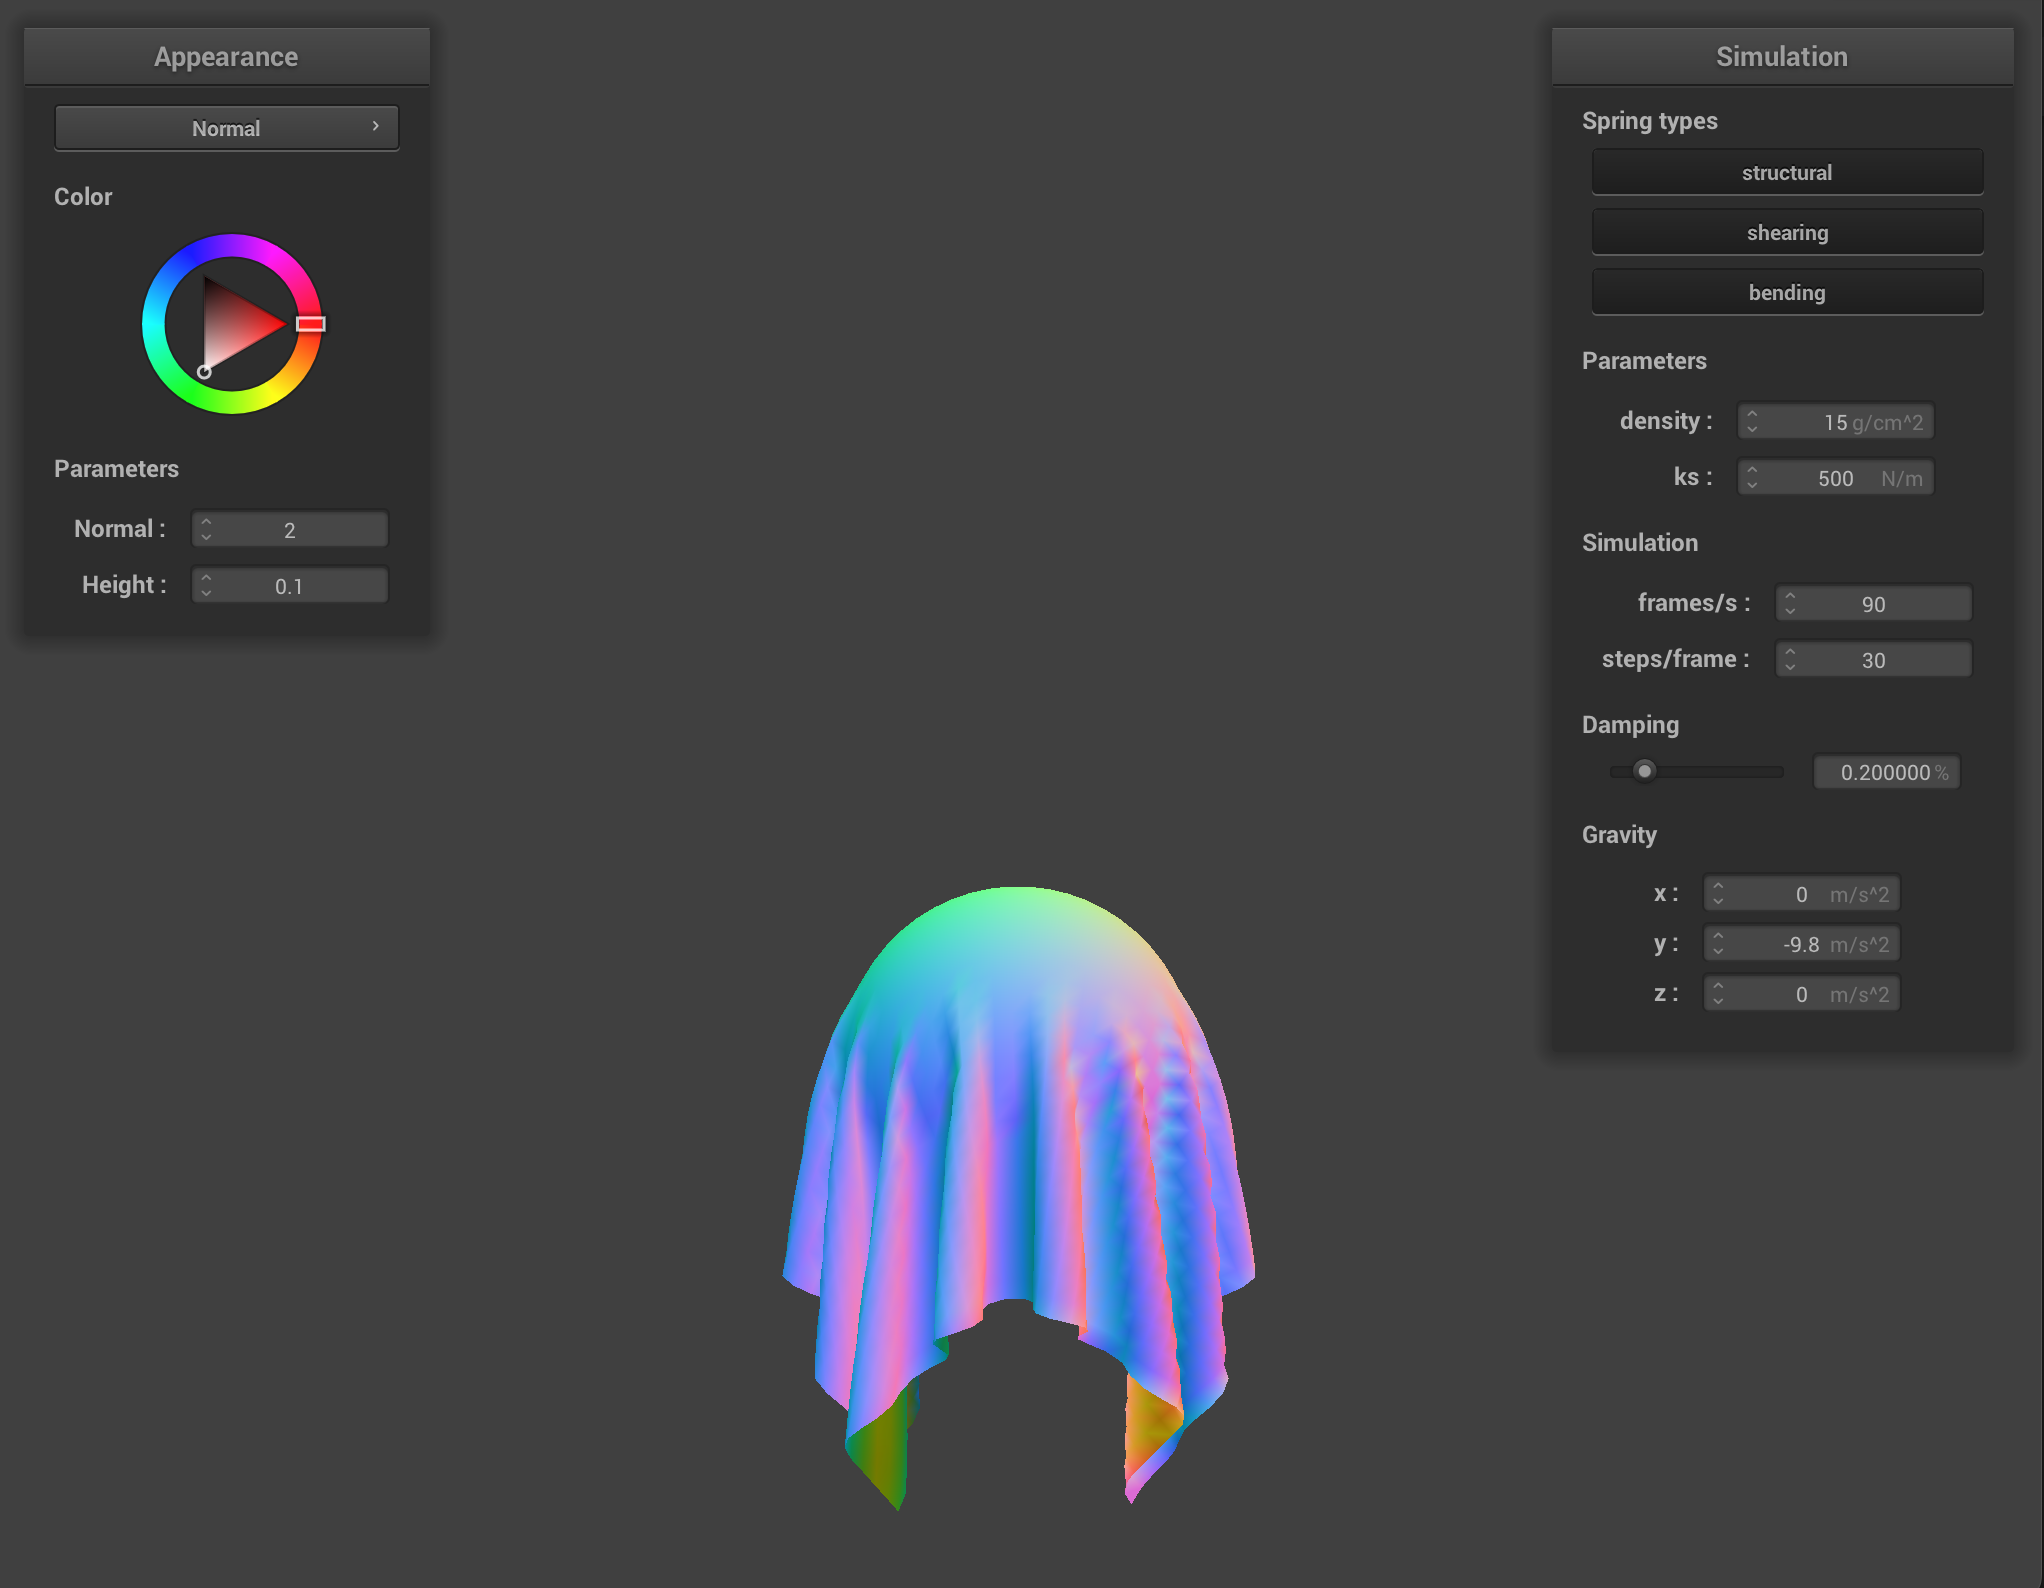 Appearance
Normal
Color
Parameters
Normal : 2
Height : 0.1
Simulation
Spring types
structural
shearing
bending
Parameters
density : 15 g/cm^2
ks : 500 N/m
Simulation
frames/s : 90
steps/frame : 30
Damping
0.200000 %
Gravity
x : 0 m/s^2
y : -9.8 m/s^2
z : 0 m/s^2